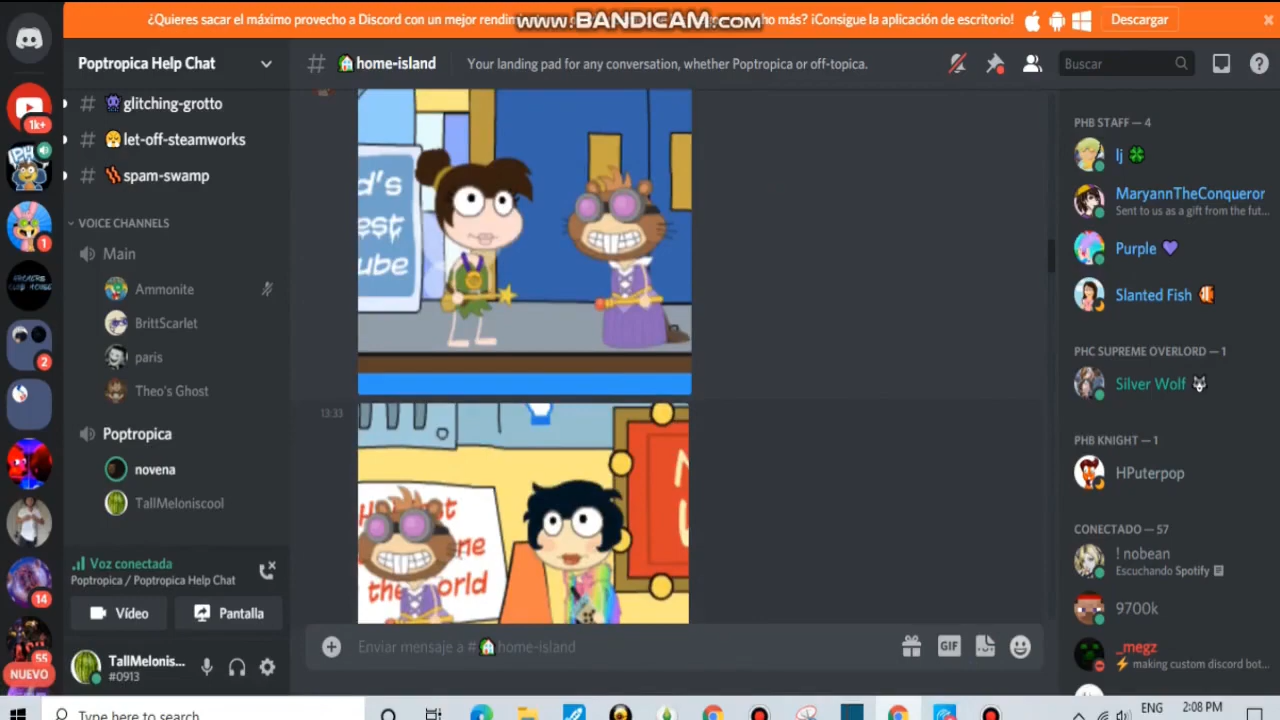 ¿Quieres sacar el máximo provecho a Discord con un mejor rendim
www.BANDICAM.com
ho más? ¡Consigue la aplicación de escritorio!
Descargar
Poptropica Help Chat
# home-island
Your landing pad for any conversation, whether Poptropica or off-topica.
Buscar
1k+
# glitching-grotto
# let-off-steamworks
# spam-swamp
VOICE CHANNELS
Main
Ammonite
BrittScarlet
paris
Theo's Ghost
Poptropica
novena
TallMeloniscool
1
2
14
55
NUEVO
Voz conectada
Poptropica / Poptropica Help Chat
Vídeo
Pantalla
TallMelonis...
#0913
13:33
Enviar mensaje a # home-island
GIF
PHB STAFF — 4
lj
MaryannTheConqueror
Sent to us as a gift from the fut...
Purple
Slanted Fish
PHC SUPREME OVERLORD — 1
Silver Wolf
PHB KNIGHT — 1
HPuterpop
CONECTADO — 57
! nobean
Escuchando Spotify
9700k
_megz
making custom discord bot...
Type here to search
ENG
2:08 PM